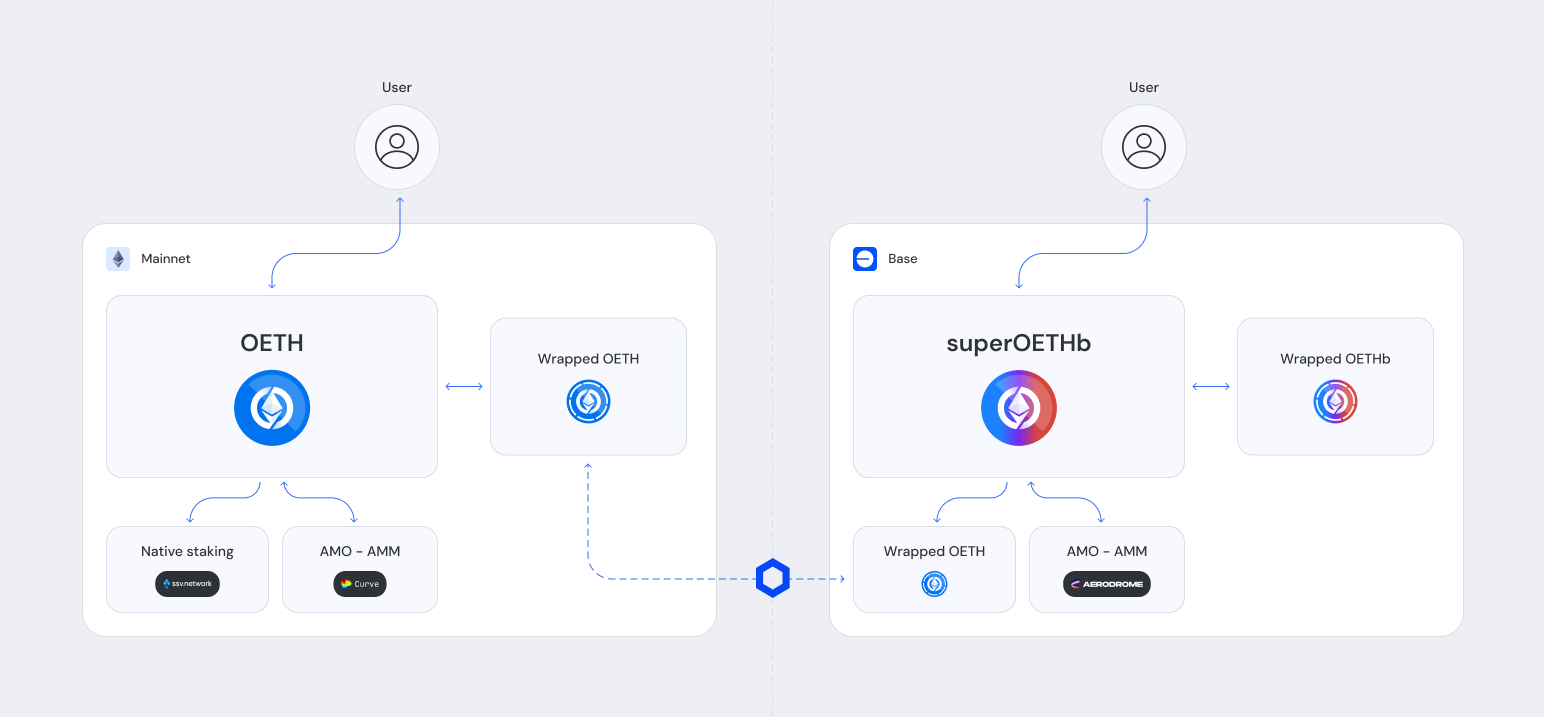 User
Mainnet
OETH
Wrapped OETH
Native staking
ssv.network
AMO - AMM
Curve
User
Base
superOETHb
Wrapped OETHb
Wrapped OETH
AMO - AMM
AERODROME